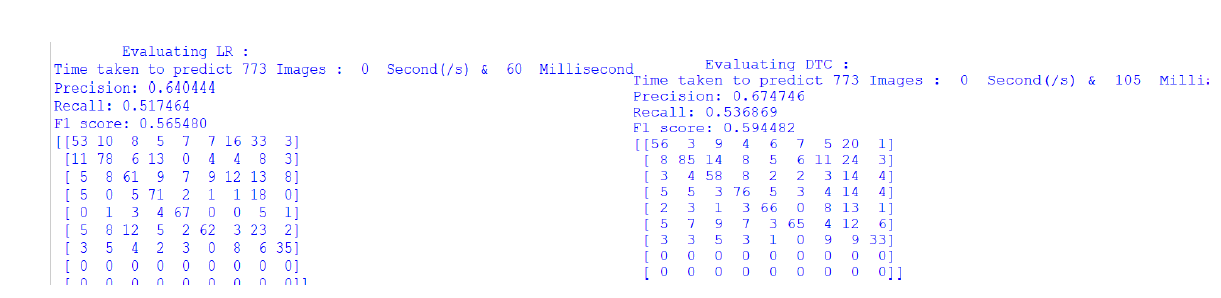 Evaluating LR :
Time taken to predict 773 Images :  0  Second(/s) &  60  Millisecond
Precision: 0.640444
Recall: 0.517464
F1 score: 0.565480
[[53 10  8  5  7  7 16 33  3]
[11 78  6 13  0  4  4  8  3]
[ 5  8 61  9  7  9 12 13  8]
[ 5  0  5 71  2  1  1 18  0]
[ 0  1  3  4 67  0  0  5  1]
[ 5  8 12  5  2 62  3 23  2]
[ 3  5  4  2  3  0  8  6 35]
[ 0  0  0  0  0  0  0  0  0]
[ 0  0  0  0  0  0  0  0  0]]
Evaluating DTC :
Time taken to predict 773 Images :  0  Second(/s) &  105  Milli
Precision: 0.674746
Recall: 0.536869
F1 score: 0.594482
[[56  3  9  4  6  7  5 20  1]
[ 8 85 14  8  5  6 11 24  3]
[ 3  4 58  8  2  2  3 14  4]
[ 5  5  3 76  5  3  4 14  4]
[ 2  3  1  3 66  0  8 13  1]
[ 5  7  9  7  3 65  4 12  6]
[ 3  3  5  3  1  0  9  9 33]
[ 0  0  0  0  0  0  0  0  0]
[ 0  0  0  0  0  0  0  0  0]]